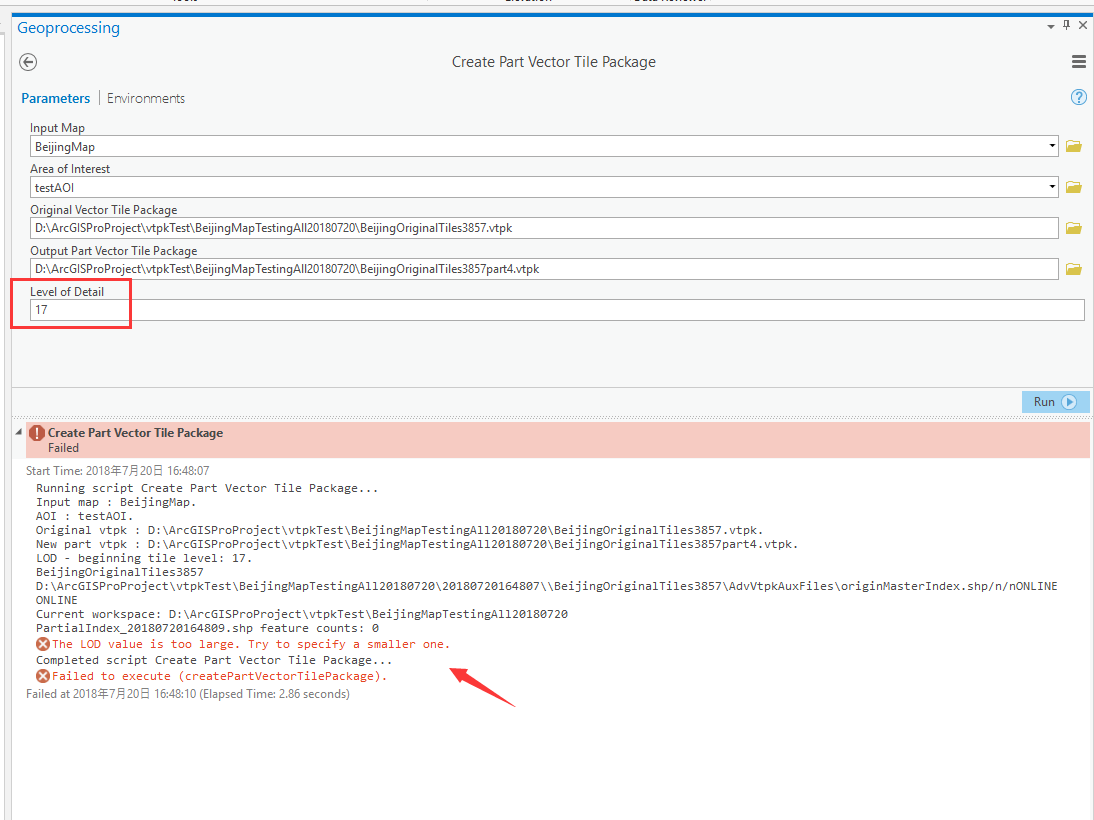 Geoprocessing
Create Part Vector Tile Package
Parameters | Environments
Input Map
BeijingMap
Area of Interest
testAOI
Original Vector Tile Package
D:\ArcGISProProject\vtpkTest\BeijingMapTestingAll20180720\BeijingOriginalTiles3857.vtpk
Output Part Vector Tile Package
D:\ArcGISProProject\vtpkTest\BeijingMapTestingAll20180720\BeijingOriginalTiles3857part4.vtpk
Level of Detail
17
Run
Create Part Vector Tile Package
Failed
Start Time: 2018年7月20日 16:48:07
Running script Create Part Vector Tile Package...
Input map : BeijingMap.
AOI : testAOI.
Original vtpk : D:\ArcGISProProject\vtpkTest\BeijingMapTestingAll20180720\BeijingOriginalTiles3857.vtpk.
New part vtpk : D:\ArcGISProProject\vtpkTest\BeijingMapTestingAll20180720\BeijingOriginalTiles3857part4.vtpk.
LOD - beginning tile level: 17.
BeijingOriginalTiles3857
D:\ArcGISProProject\vtpkTest\BeijingMapTestingAll20180720\20180720164807\\BeijingOriginalTiles3857\AdvVtpkAuxFiles\originMasterIndex.shp/n/nONLINE
ONLINE
Current workspace: D:\ArcGISProProject\vtpkTest\BeijingMapTestingAll20180720
PartialIndex_20180720164809.shp feature counts: 0
The LOD value is too large. Try to specify a smaller one.
Completed script Create Part Vector Tile Package...
Failed to execute (createPartVectorTilePackage).
Failed at 2018年7月20日 16:48:10 (Elapsed Time: 2.86 seconds)